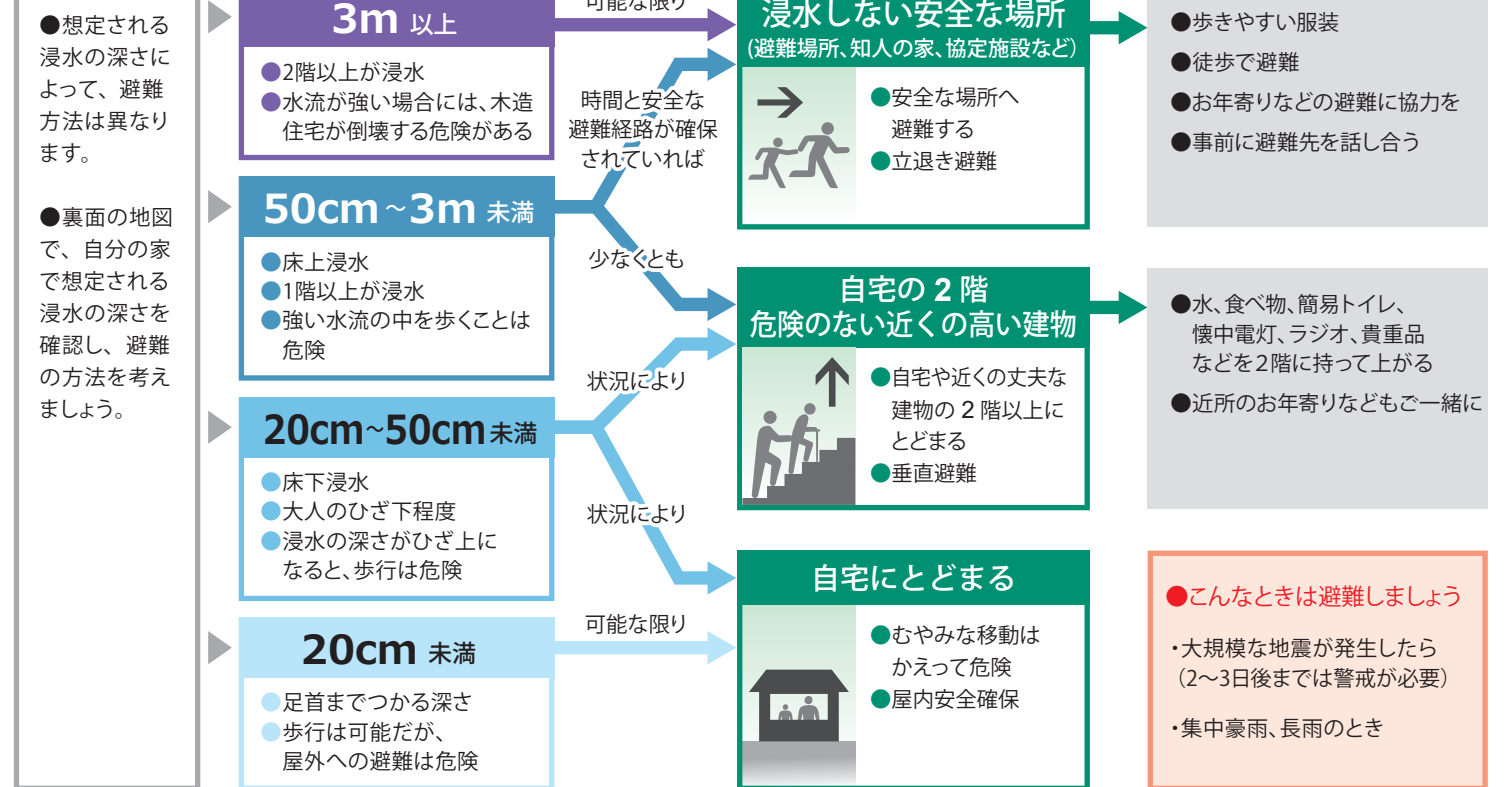 ●想定される
浸水の深さに
よって、避難
方法は異なり
ます。
●裏面の地図
で、自分の家
で想定される
浸水の深さを
確認し、避難
の方法を考え
ましょう。
3m 以上
●2階以上が浸水
●水流が強い場合には、木造
住宅が倒壊する危険がある
50cm～3m 未満
●床上浸水
●1階以上が浸水
●強い水流の中を歩くことは
危険
20cm～50cm未満
●床下浸水
●大人のひざ下程度
●浸水の深さがひざ上に
なると、歩行は危険
20cm 未満
●足首までつかる深さ
●歩行は可能だが、
屋外への避難は危険
可能な限り
時間と安全な
避難経路が確保
されていれば
少なくとも
状況により
状況により
可能な限り
浸水しない安全な場所
(避難場所、知人の家、協定施設など)
●安全な場所へ
避難する
●立退き避難
自宅の 2 階
危険のない近くの高い建物
●自宅や近くの丈夫な
建物の 2 階以上に
とどまる
●垂直避難
自宅にとどまる
●むやみな移動は
かえって危険
●屋内安全確保
●歩きやすい服装
●徒歩で避難
●お年寄りなどの避難に協力を
●事前に避難先を話し合う
●水、食べ物、簡易トイレ、
懐中電灯、ラジオ、貴重品
などを2階に持って上がる
●近所のお年寄りなどもご一緒に
●こんなときは避難しましょう
・大規模な地震が発生したら
（2～3日後までは警戒が必要）
・集中豪雨、長雨のとき